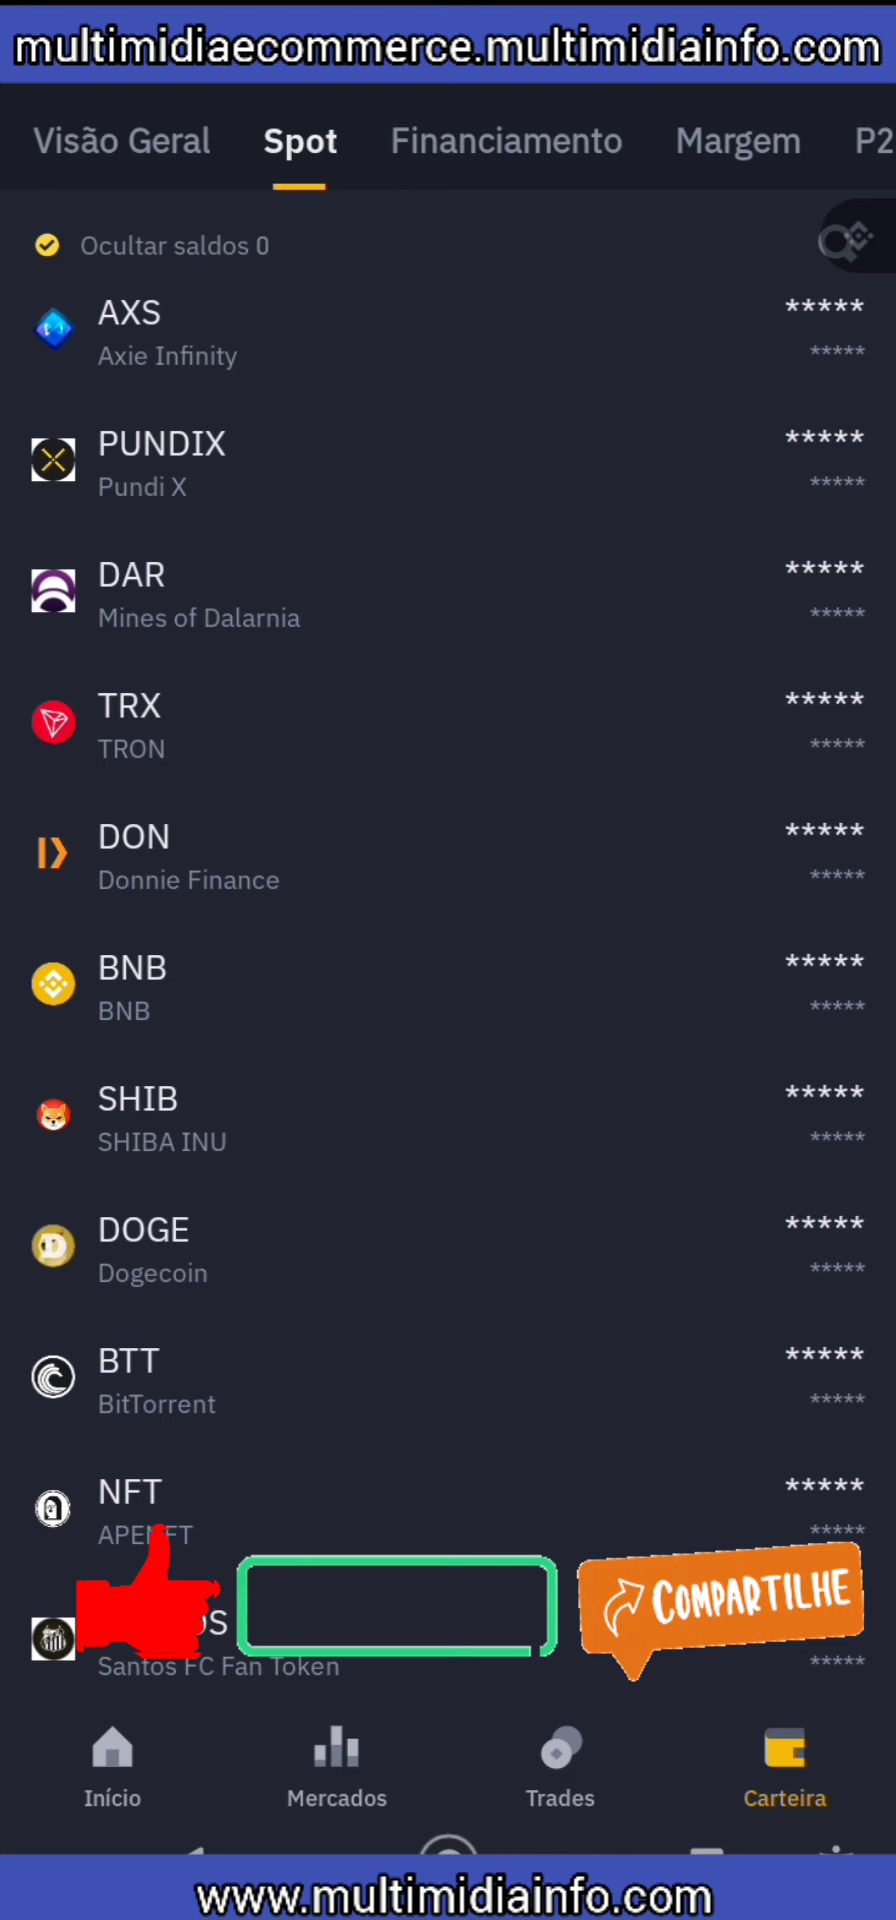 multimidiaecommerce.multimidiainfo.com
Visão Geral Spot Financiamento Margem P2
Ocultar saldos 0
AXS *****
Axie Infinity *****
PUNDIX *****
Pundi X *****
DAR *****
Mines of Dalarnia *****
TRX *****
TRON *****
DON *****
Donnie Finance *****
BNB *****
BNB *****
SHIB *****
SHIBA INU *****
DOGE *****
Dogecoin *****
BTT *****
BitTorrent *****
NFT *****
APENFT *****
COMPARTILHE
Santos FC Fan Token *****
Início Mercados Trades Carteira
www.multimidiainfo.com